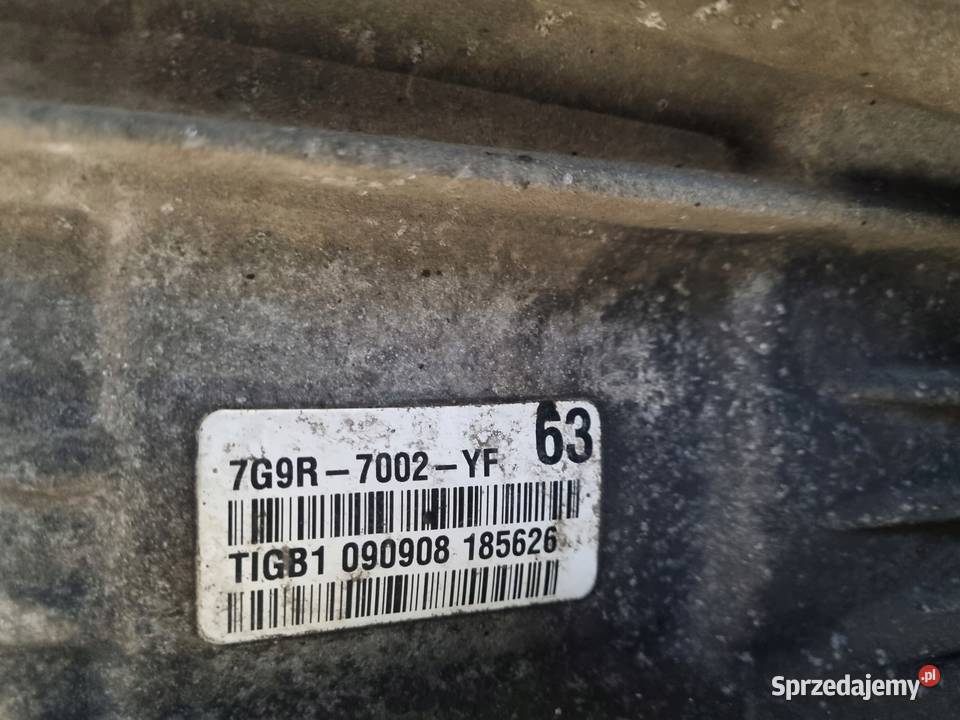 63
7G9R-7002-YF
TIGB1 090908 185626
Sprzedajemy.pl